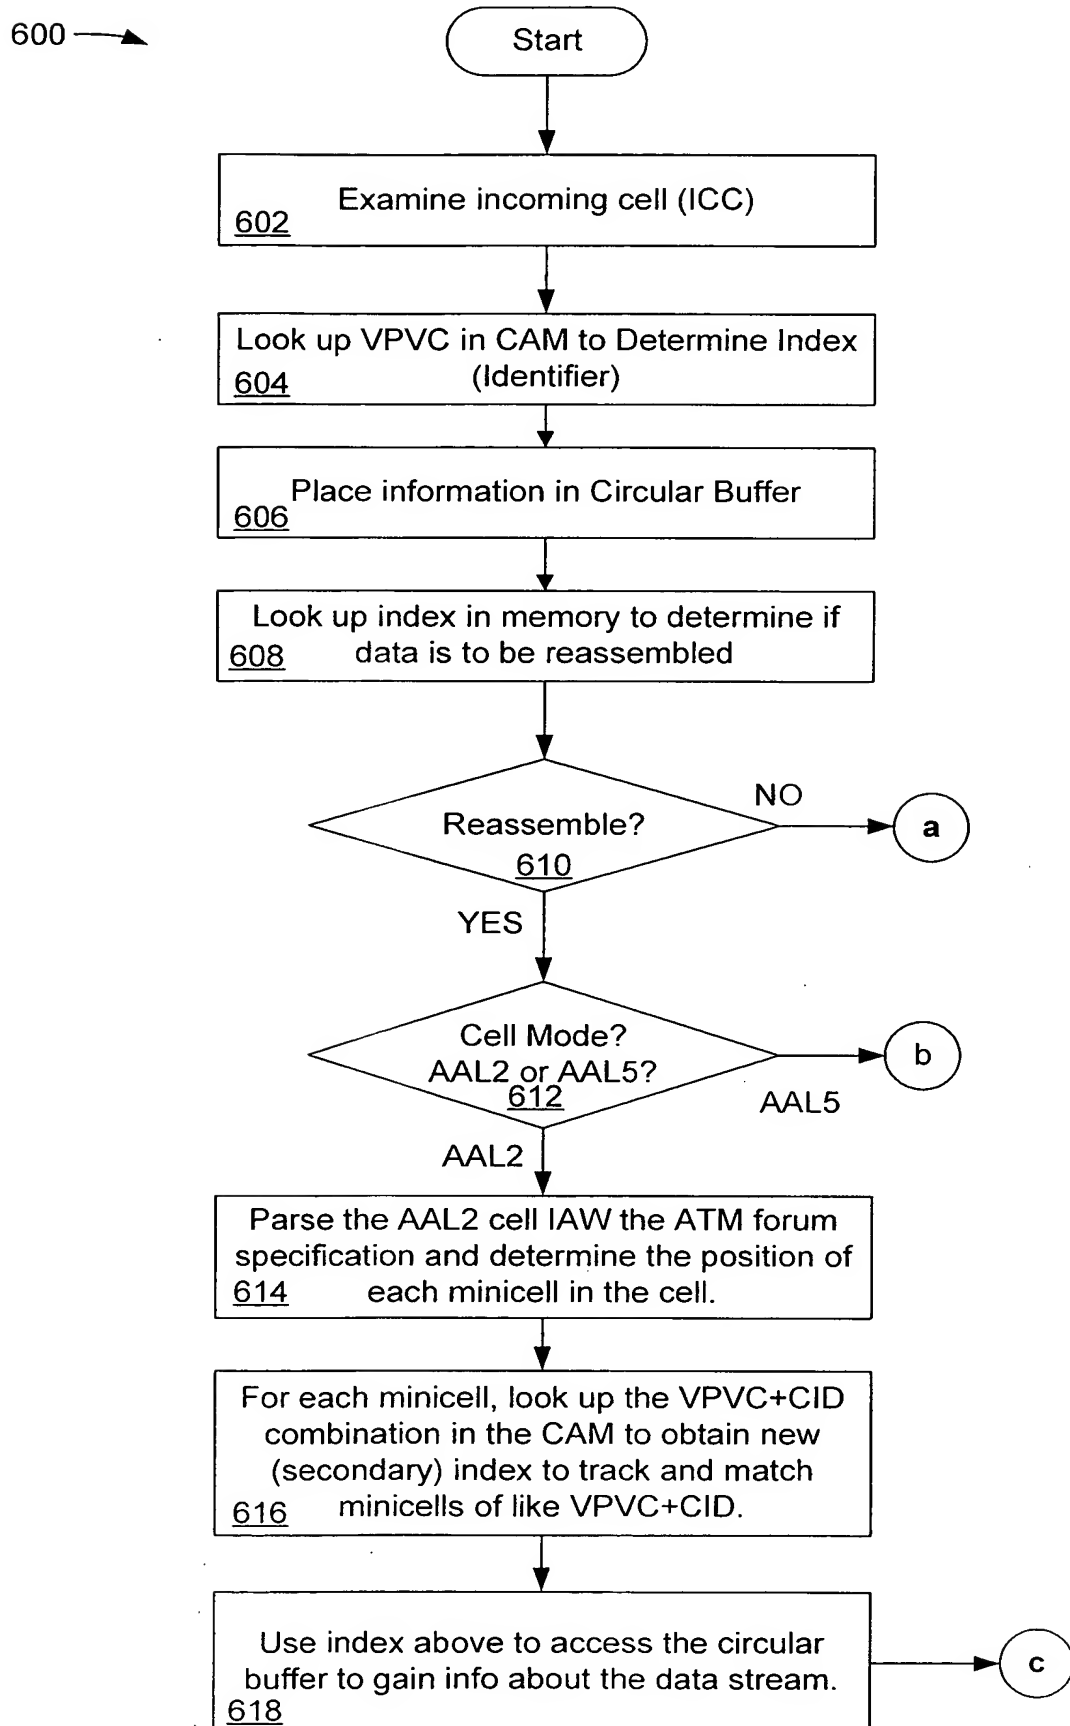 600
Start
Examine incoming cell (ICC)
602
Look up VPVC in CAM to Determine Index
(Identifier)
604
Place information in Circular Buffer
606
Look up index in memory to determine if
data is to be reassembled
608
Reassemble?
610
NO
a
YES
Cell Mode?
AAL2 or AAL5?
612
b
AAL5
AAL2
Parse the AAL2 cell IAW the ATM forum
specification and determine the position of
each minicell in the cell.
614
For each minicell, look up the VPVC+CID
combination in the CAM to obtain new
(secondary) index to track and match
minicells of like VPVC+CID.
616
Use index above to access the circular
buffer to gain info about the data stream.
618
c